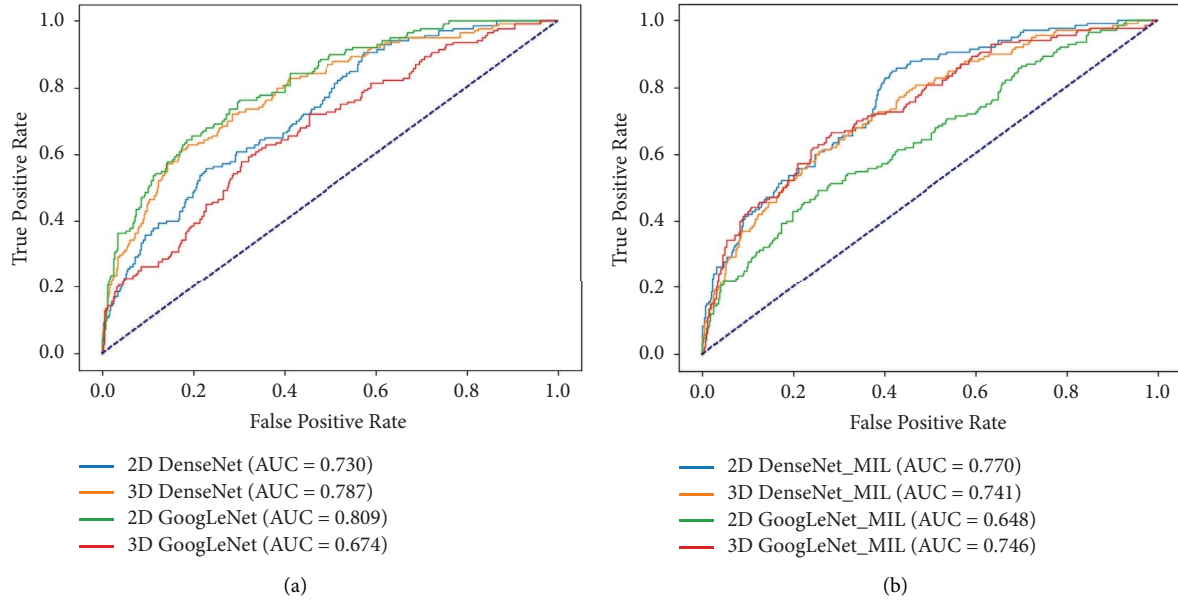 1.0
0.8
0.6
0.4
0.2
0.0
True Positive Rate
0.0 0.2 0.4 0.6 0.8 1.0
False Positive Rate
2D DenseNet (AUC = 0.730)
3D DenseNet (AUC = 0.787)
2D GoogLeNet (AUC = 0.809)
3D GoogLeNet (AUC = 0.674)
(a)
1.0
0.8
0.6
0.4
0.2
0.0
True Positive Rate
0.0 0.2 0.4 0.6 0.8 1.0
False Positive Rate
2D DenseNet_MIL (AUC = 0.770)
3D DenseNet_MIL (AUC = 0.741)
2D GoogLeNet_MIL (AUC = 0.648)
3D GoogLeNet_MIL (AUC = 0.746)
(b)